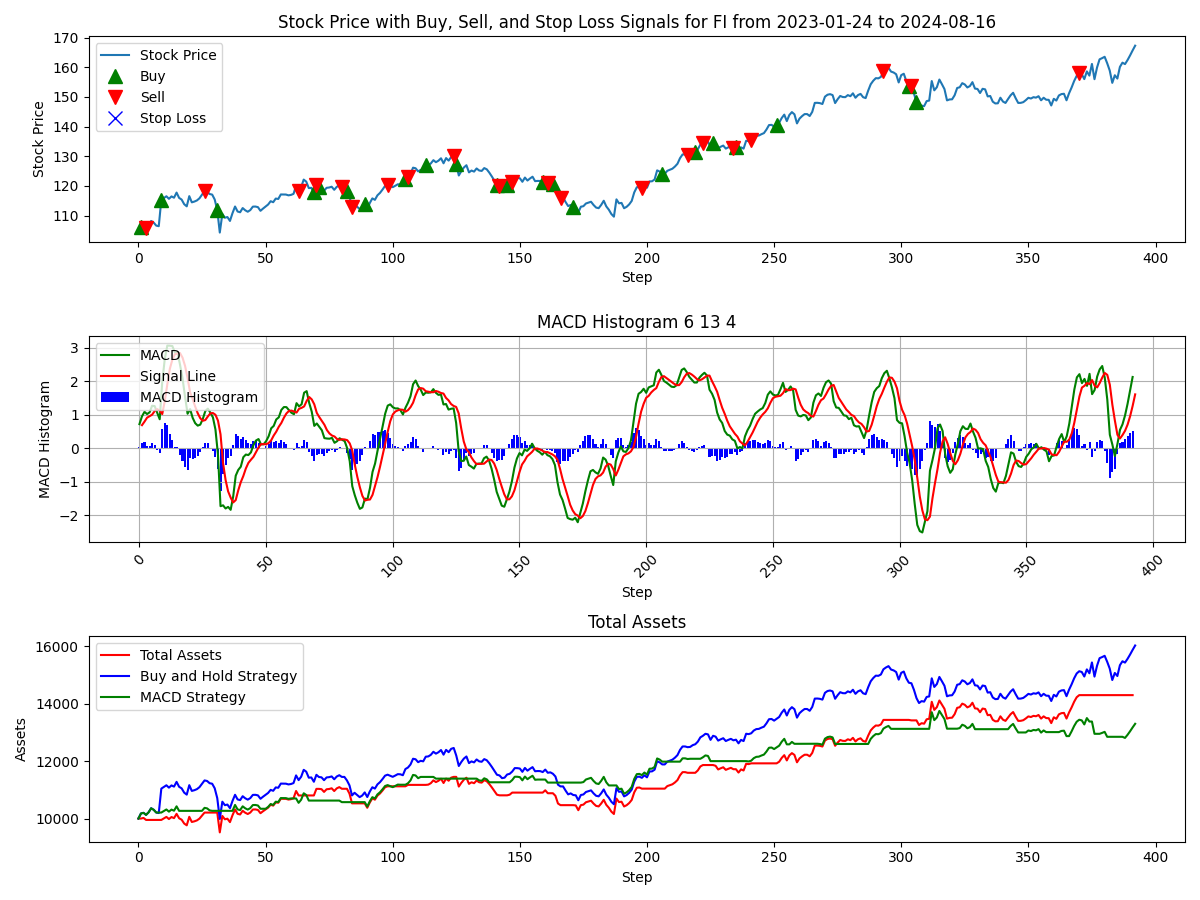 Stock Price with Buy, Sell, and Stop Loss Signals for FI from 2023-01-24 to 2024-08-16
170
160
150
140
130
120
110
Stock Price
Stock Price
Buy
Sell
Stop Loss
0 50 100 150 200 250 300 350 400
Step
MACD Histogram 6 13 4
3
2
1
0
−1
−2
MACD Histogram
MACD
Signal Line
MACD Histogram
0 50 100 150 200 250 300 350 400
Step
Total Assets
16000
14000
12000
10000
Assets
Total Assets
Buy and Hold Strategy
MACD Strategy
0 50 100 150 200 250 300 350 400
Step